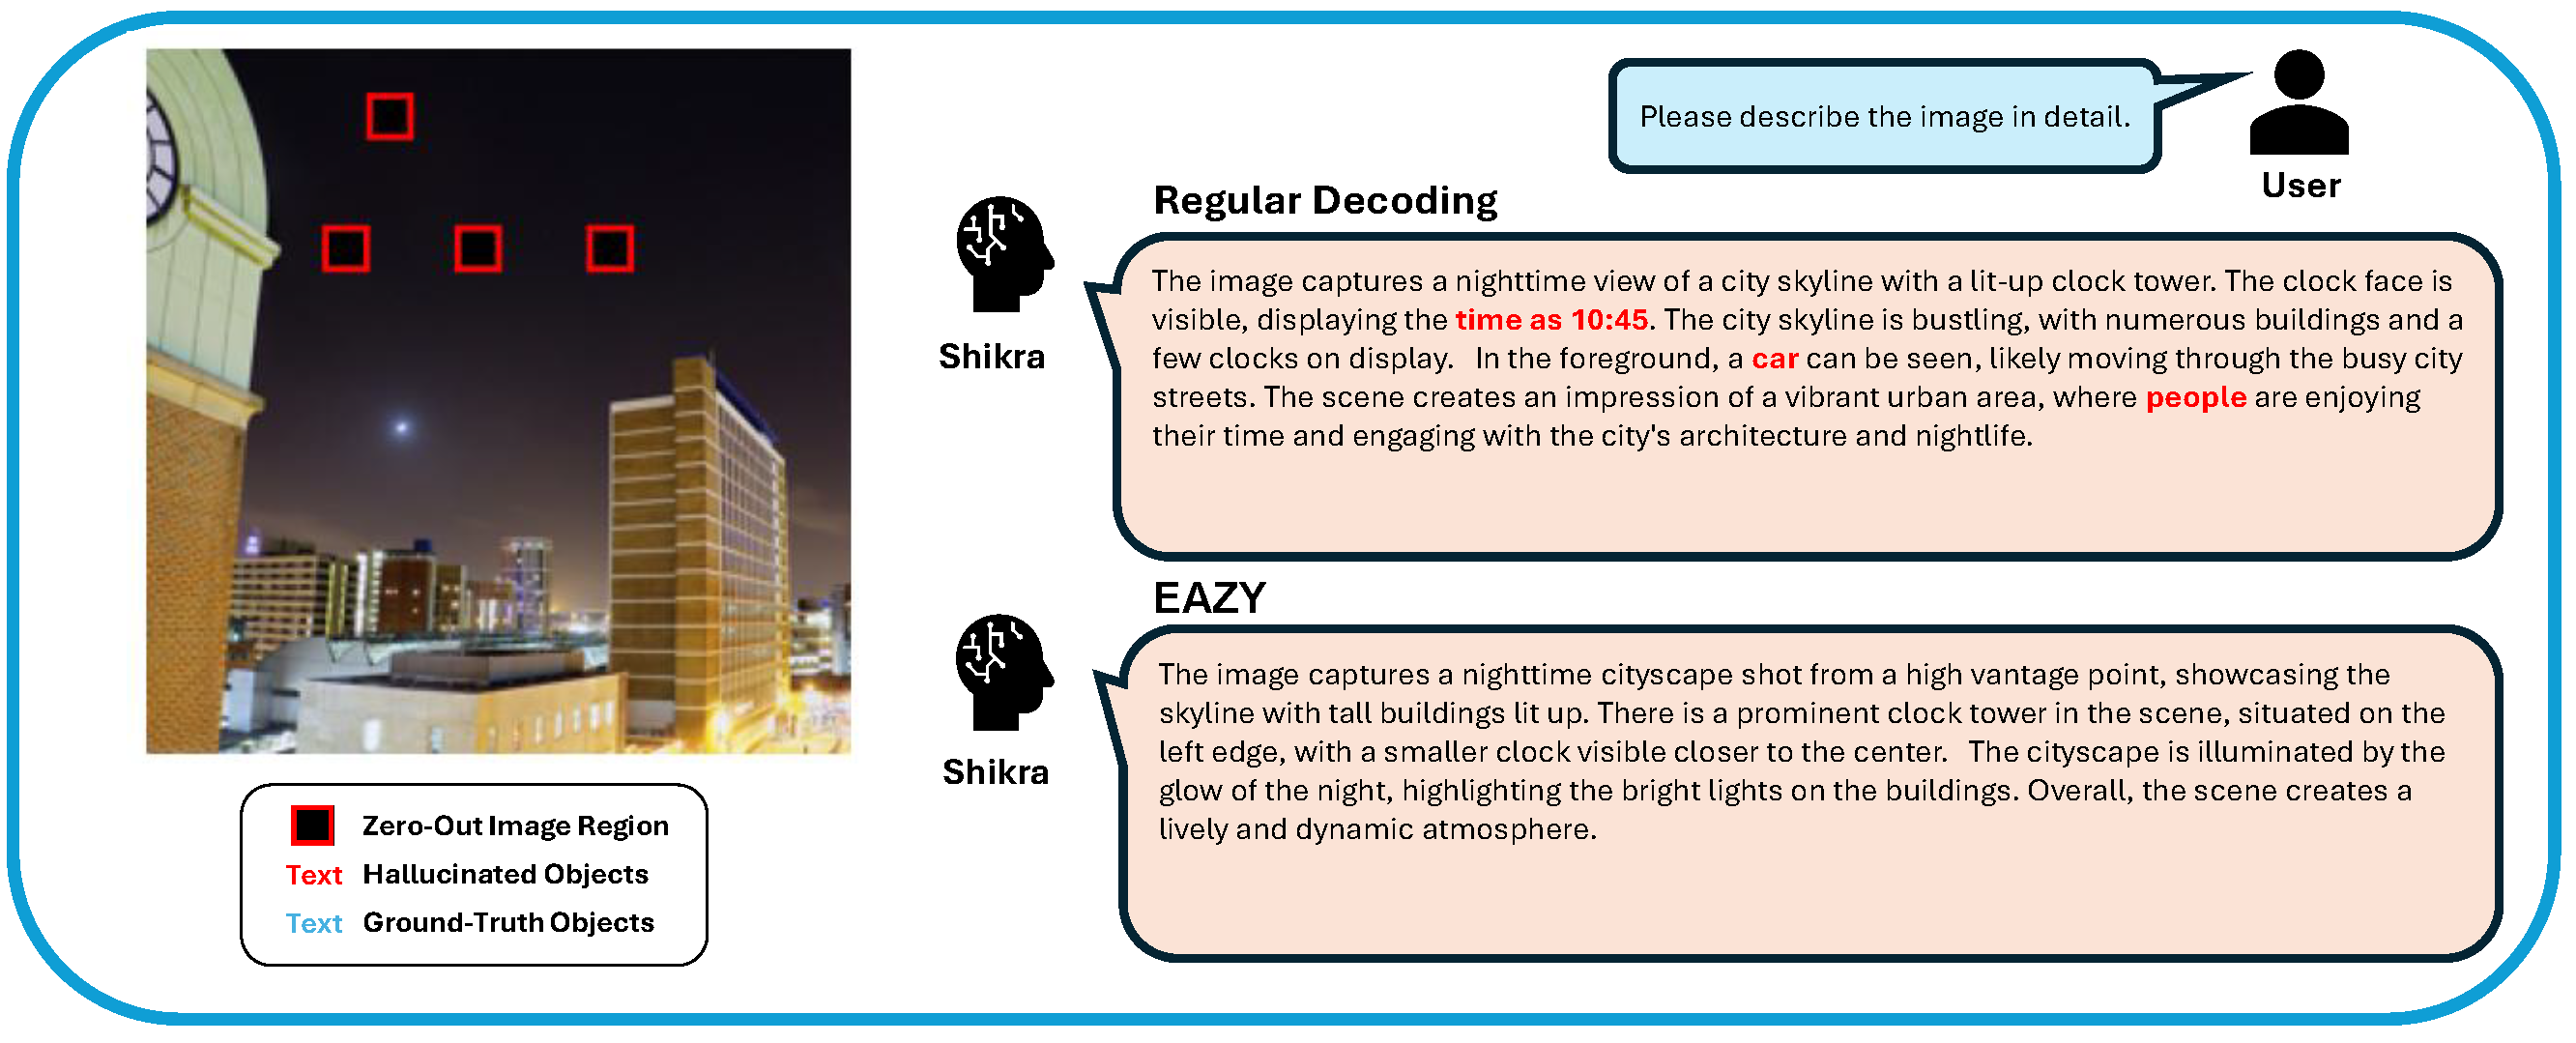 Please describe the image in detail.
User
Regular Decoding
Shikra
The image captures a nighttime view of a city skyline with a lit-up clock tower. The clock face is
visible, displaying the time as 10:45. The city skyline is bustling, with numerous buildings and a
few clocks on display.   In the foreground, a car can be seen, likely moving through the busy city
streets. The scene creates an impression of a vibrant urban area, where people are enjoying
their time and engaging with the city's architecture and nightlife.
EAZY
Shikra
The image captures a nighttime cityscape shot from a high vantage point, showcasing the
skyline with tall buildings lit up. There is a prominent clock tower in the scene, situated on the
left edge, with a smaller clock visible closer to the center.   The cityscape is illuminated by the
glow of the night, highlighting the bright lights on the buildings. Overall, the scene creates a
lively and dynamic atmosphere.
Zero-Out Image Region
Text Hallucinated Objects
Text Ground-Truth Objects